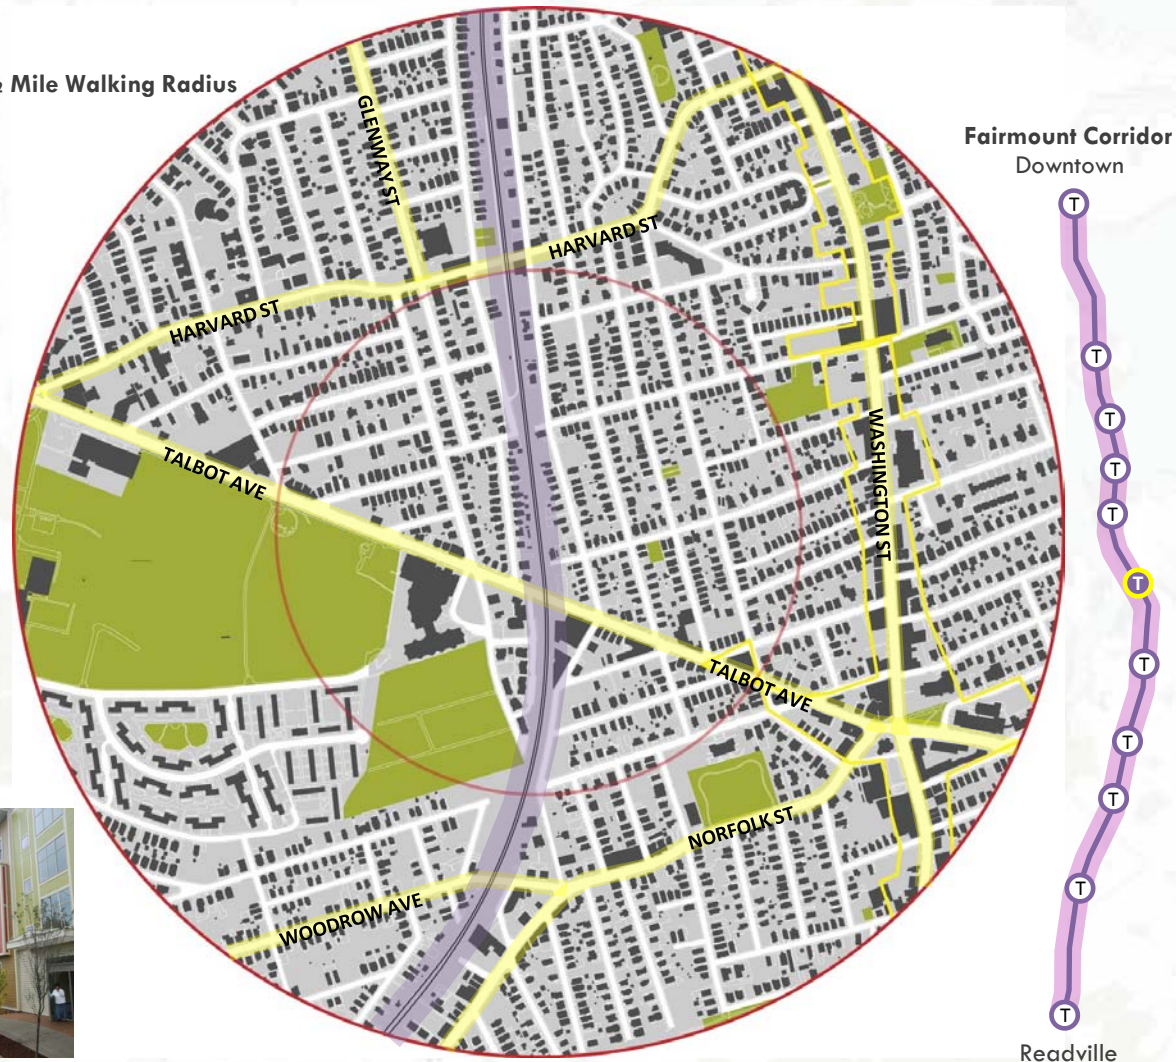 Mile Walking Radius
Fairmount Corridor
Downtown
T
T
T
T
T
T
T
T
T
T
T
Readville
GLENWAY ST
HARVARD ST
HARVARD ST
TALBOT AVE
WASHINGTON ST
TALBOT AVE
NORFOLK ST
WOODROW AVE